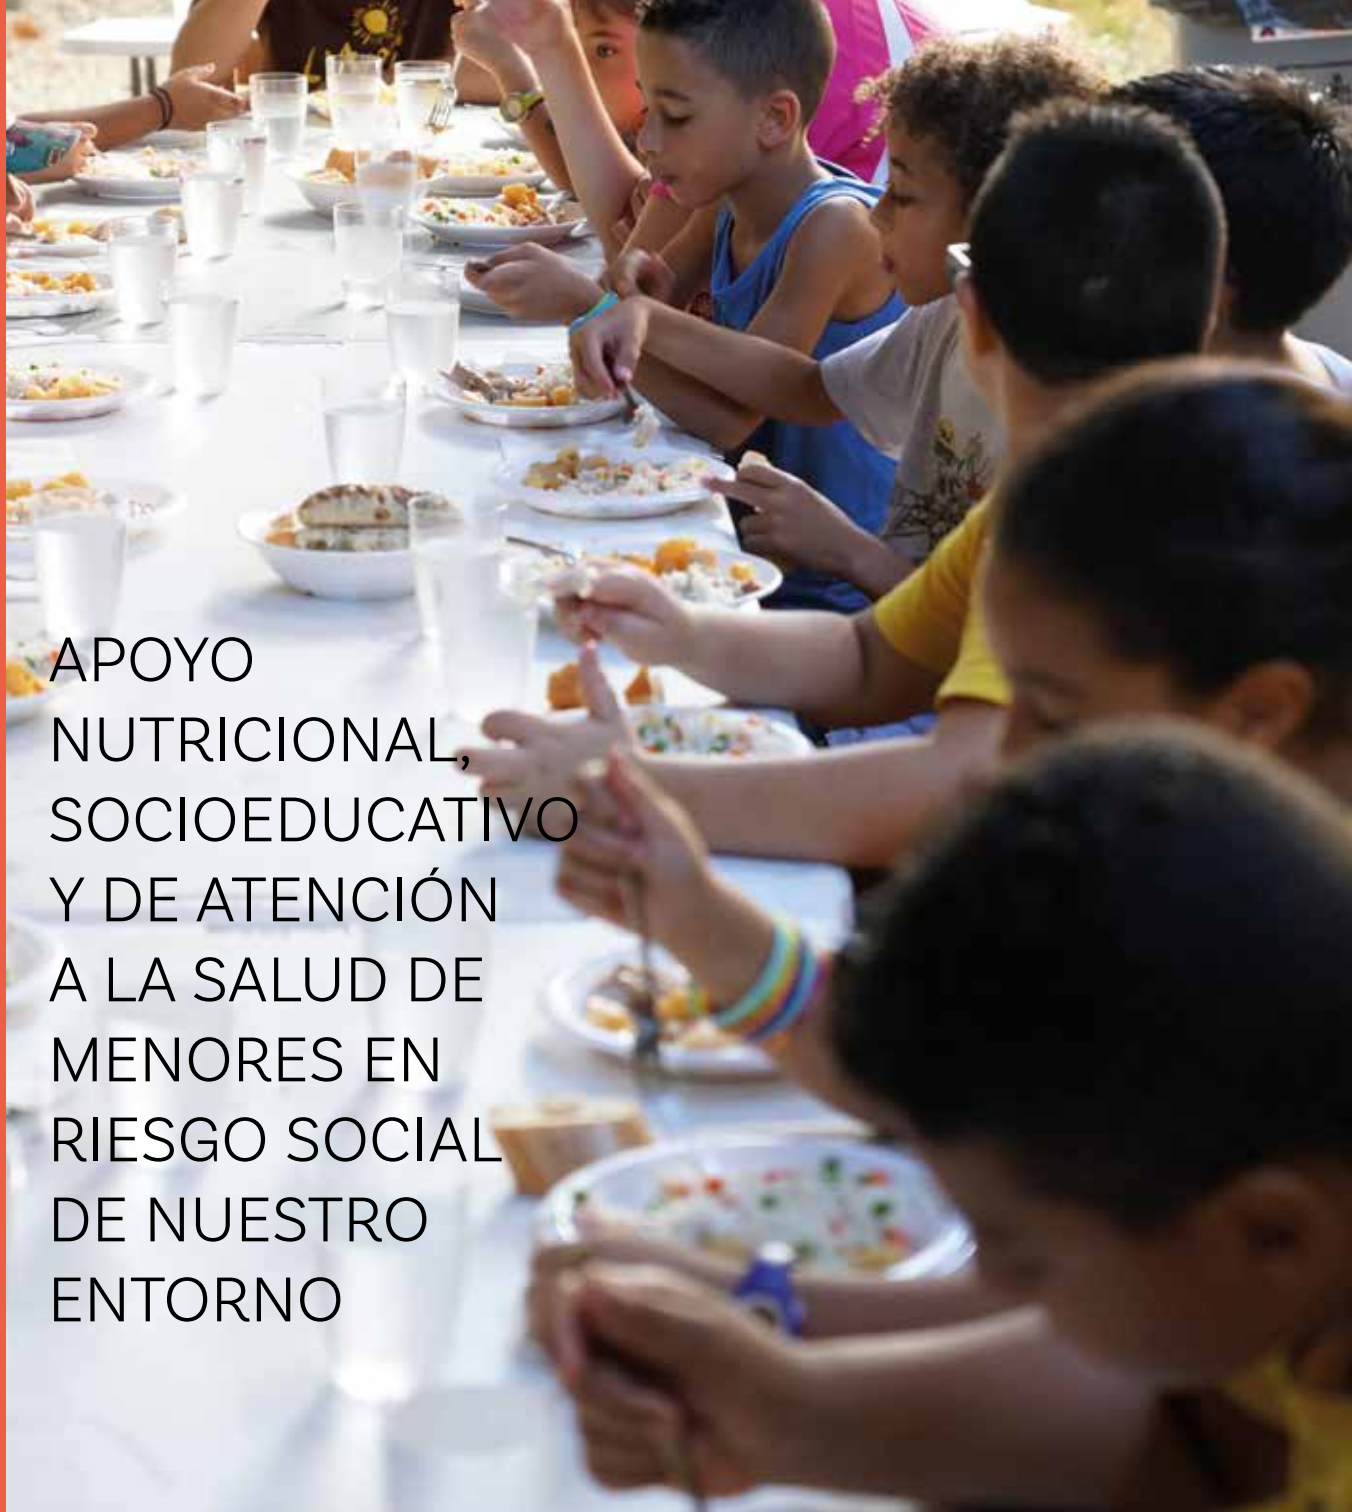 APOYO
NUTRICIONAL,
SOCIOEDUCATIVO
Y DE ATENCIÓN
A LA SALUD DE
MENORES EN
RIESGO SOCIAL
DE NUESTRO
ENTORNO